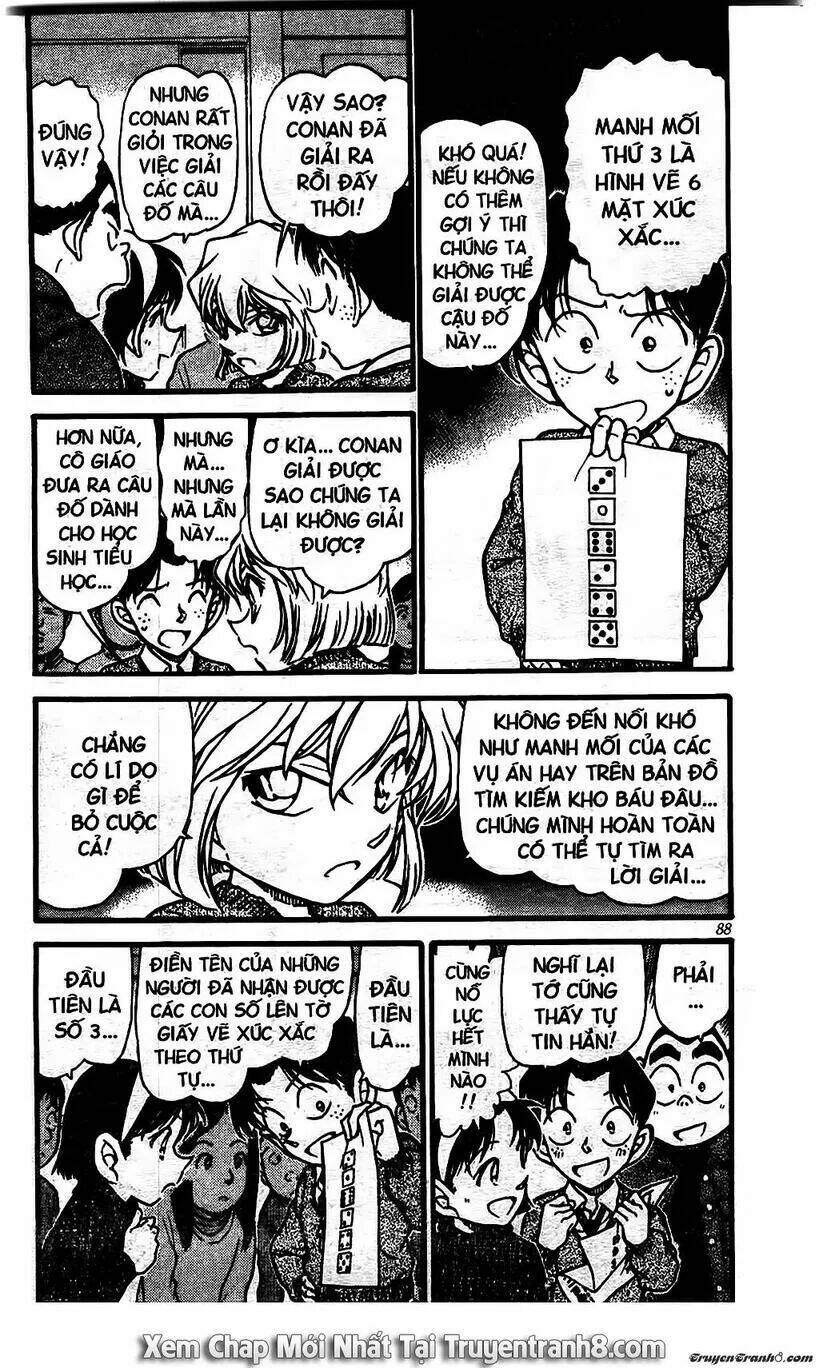 MANH MỐI
THỨ 3 LÀ
HÌNH VẼ 6
MẶT XÚC
XẮC...
KHÓ QUÁ!
NẾU KHÔNG
CÓ THÊM
GỢI Ý THÌ
CHÚNG TA
KHÔNG THỂ
GIẢI ĐƯỢC
CẬU ĐỐ
NÀY...
VẬY SAO?
CONAN ĐÃ
GIẢI RA
RỒI ĐẤY
THÔI!
NHƯNG
CONAN RẤT
GIỎI TRONG
VIỆC GIẢI
CÁC CÂU
ĐỐ MÀ...
ĐÚNG
VẬY!
Ơ KÌA... CONAN
GIẢI ĐƯỢC
SAO CHÚNG TA
LẠI KHÔNG GIẢI
ĐƯỢC?
NHƯNG
MÀ...
NHƯNG
MÀ LẦN
NÀY...
HƠN NỮA,
CÔ GIÁO
ĐƯA RA CÂU
ĐỐ DÀNH
CHO HỌC
SINH TIỂU
HỌC...
KHÔNG ĐẾN NỖI KHÓ
NHƯ MANH MỐI CỦA CÁC
VỤ ÁN HAY TRÊN BẢN ĐỒ
TÌM KIẾM KHO BÁU ĐÂU...
CHÚNG MÌNH HOÀN TOÀN
CÓ THỂ TỰ TÌM RA
LỜI GIẢI...
CHẲNG
CÓ LÍ DO
GÌ ĐỂ
BỎ CUỘC
CẢ!
88
PHẢI
...
NGHĨ LẠI
TỚ CŨNG
THẤY TỰ
TIN HẲN!
CÙNG
NỖ
LỰC
HẾT
MÌNH
NÀO
!!
ĐẦU
TIÊN
LÀ...
ĐIỀN TÊN CỦA NHỮNG
NGƯỜI ĐÃ NHẬN ĐƯỢC
CÁC CON SỐ LÊN TỜ
GIẤY VẼ XÚC XẮC
THEO THỨ
TỰ...
ĐẦU
TIÊN LÀ
SỐ 3...
Xem Chap Mới Nhất Tại Truyentranh8.com
TruyenTranh8.com